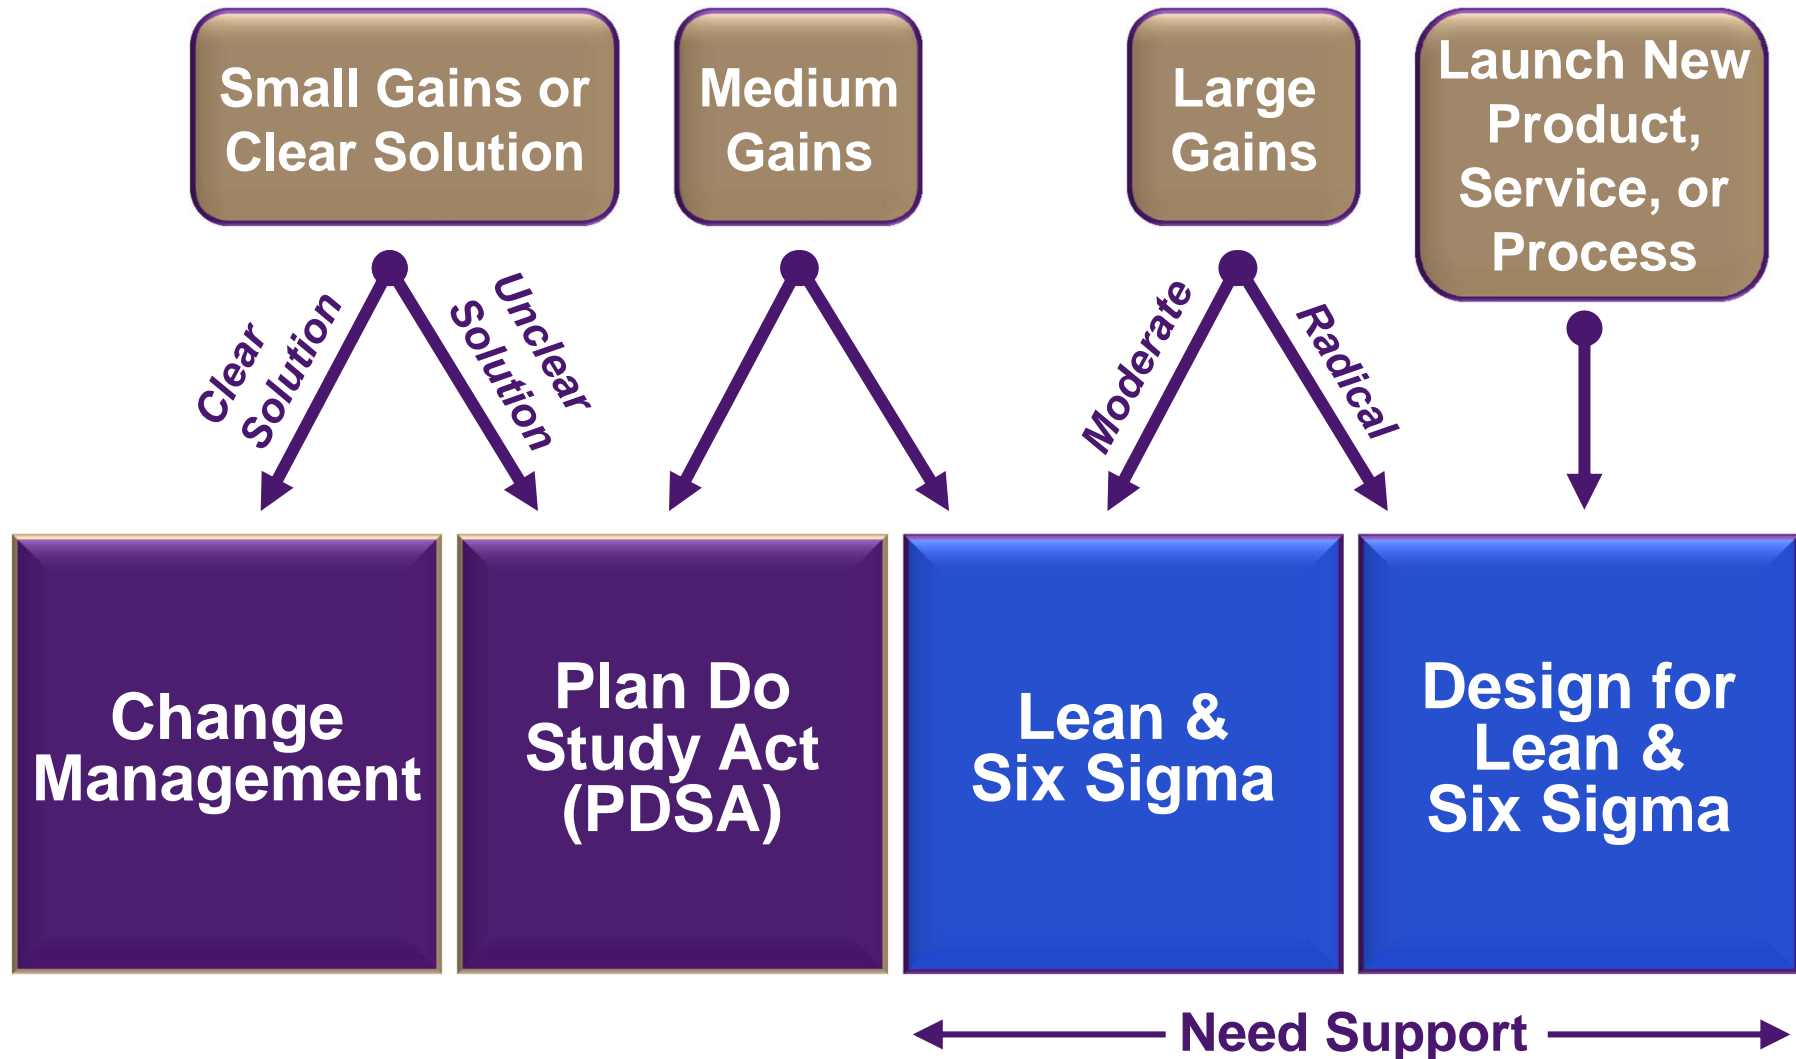 Small Gains or
Clear Solution
Medium
Gains
Large
Gains
Launch New
Product,
Service, or
Process
Clear
Solution
Unclear
Solution
Moderate
Radical
Change
Management
Plan Do
Study Act
(PDSA)
Lean &
Six Sigma
Design for
Lean &
Six Sigma
Need Support